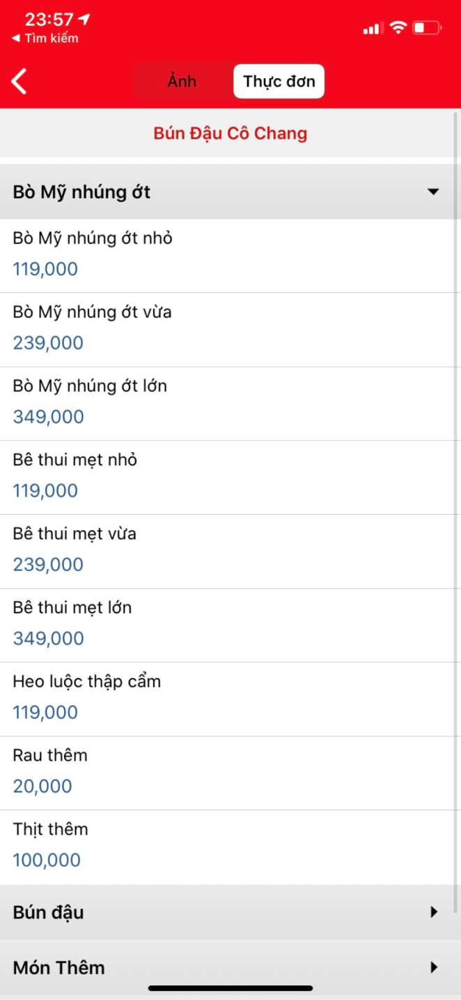 23:57
Tìm kiếm
Ảnh
Thực đơn
Bún Đậu Cô Chang
Bò Mỹ nhúng ớt
Bò Mỹ nhúng ớt nhỏ
119,000
Bò Mỹ nhúng ớt vừa
239,000
Bò Mỹ nhúng ớt lớn
349,000
Bê thui mẹt nhỏ
119,000
Bê thui mẹt vừa
239,000
Bê thui mẹt lớn
349,000
Heo luộc thập cẩm
119,000
Rau thêm
20,000
Thịt thêm
100,000
Bún đậu
Món Thêm